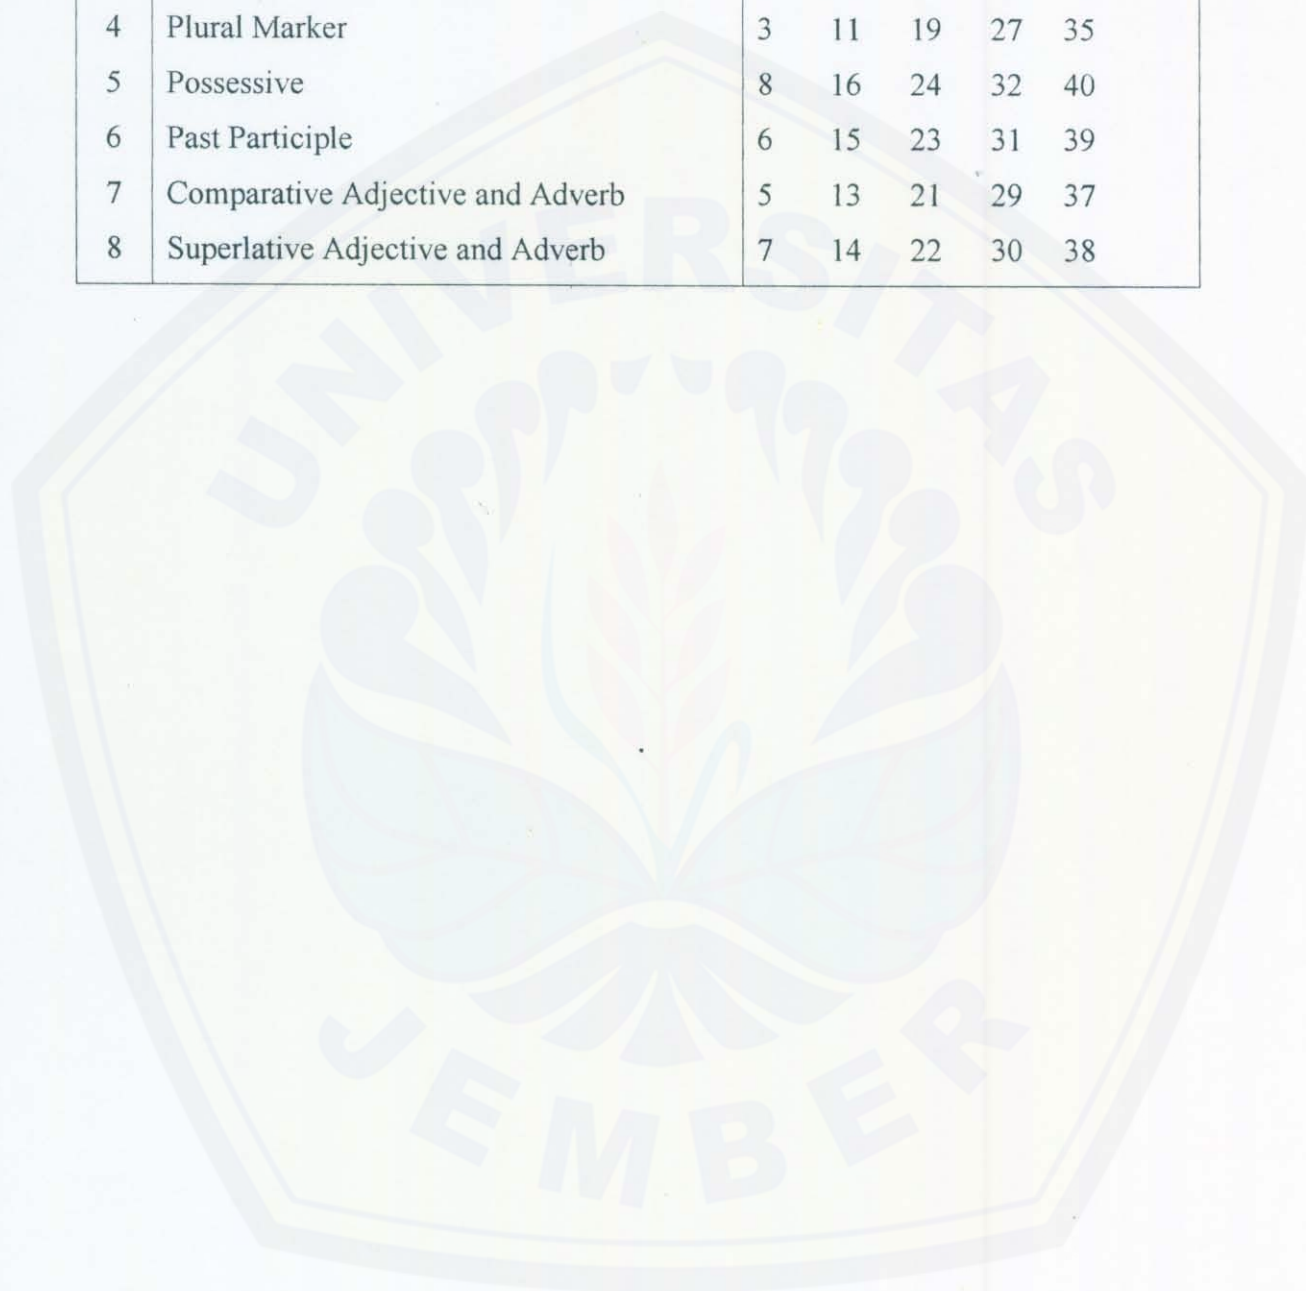 4 Plural Marker 3 11 19 27 35
5 Possessive 8 16 24 32 40
6 Past Participle 6 15 23 31 39
7 Comparative Adjective and Adverb 5 13 21 29 37
8 Superlative Adjective and Adverb 7 14 22 30 38
UNIVERSITAS
JEMBER